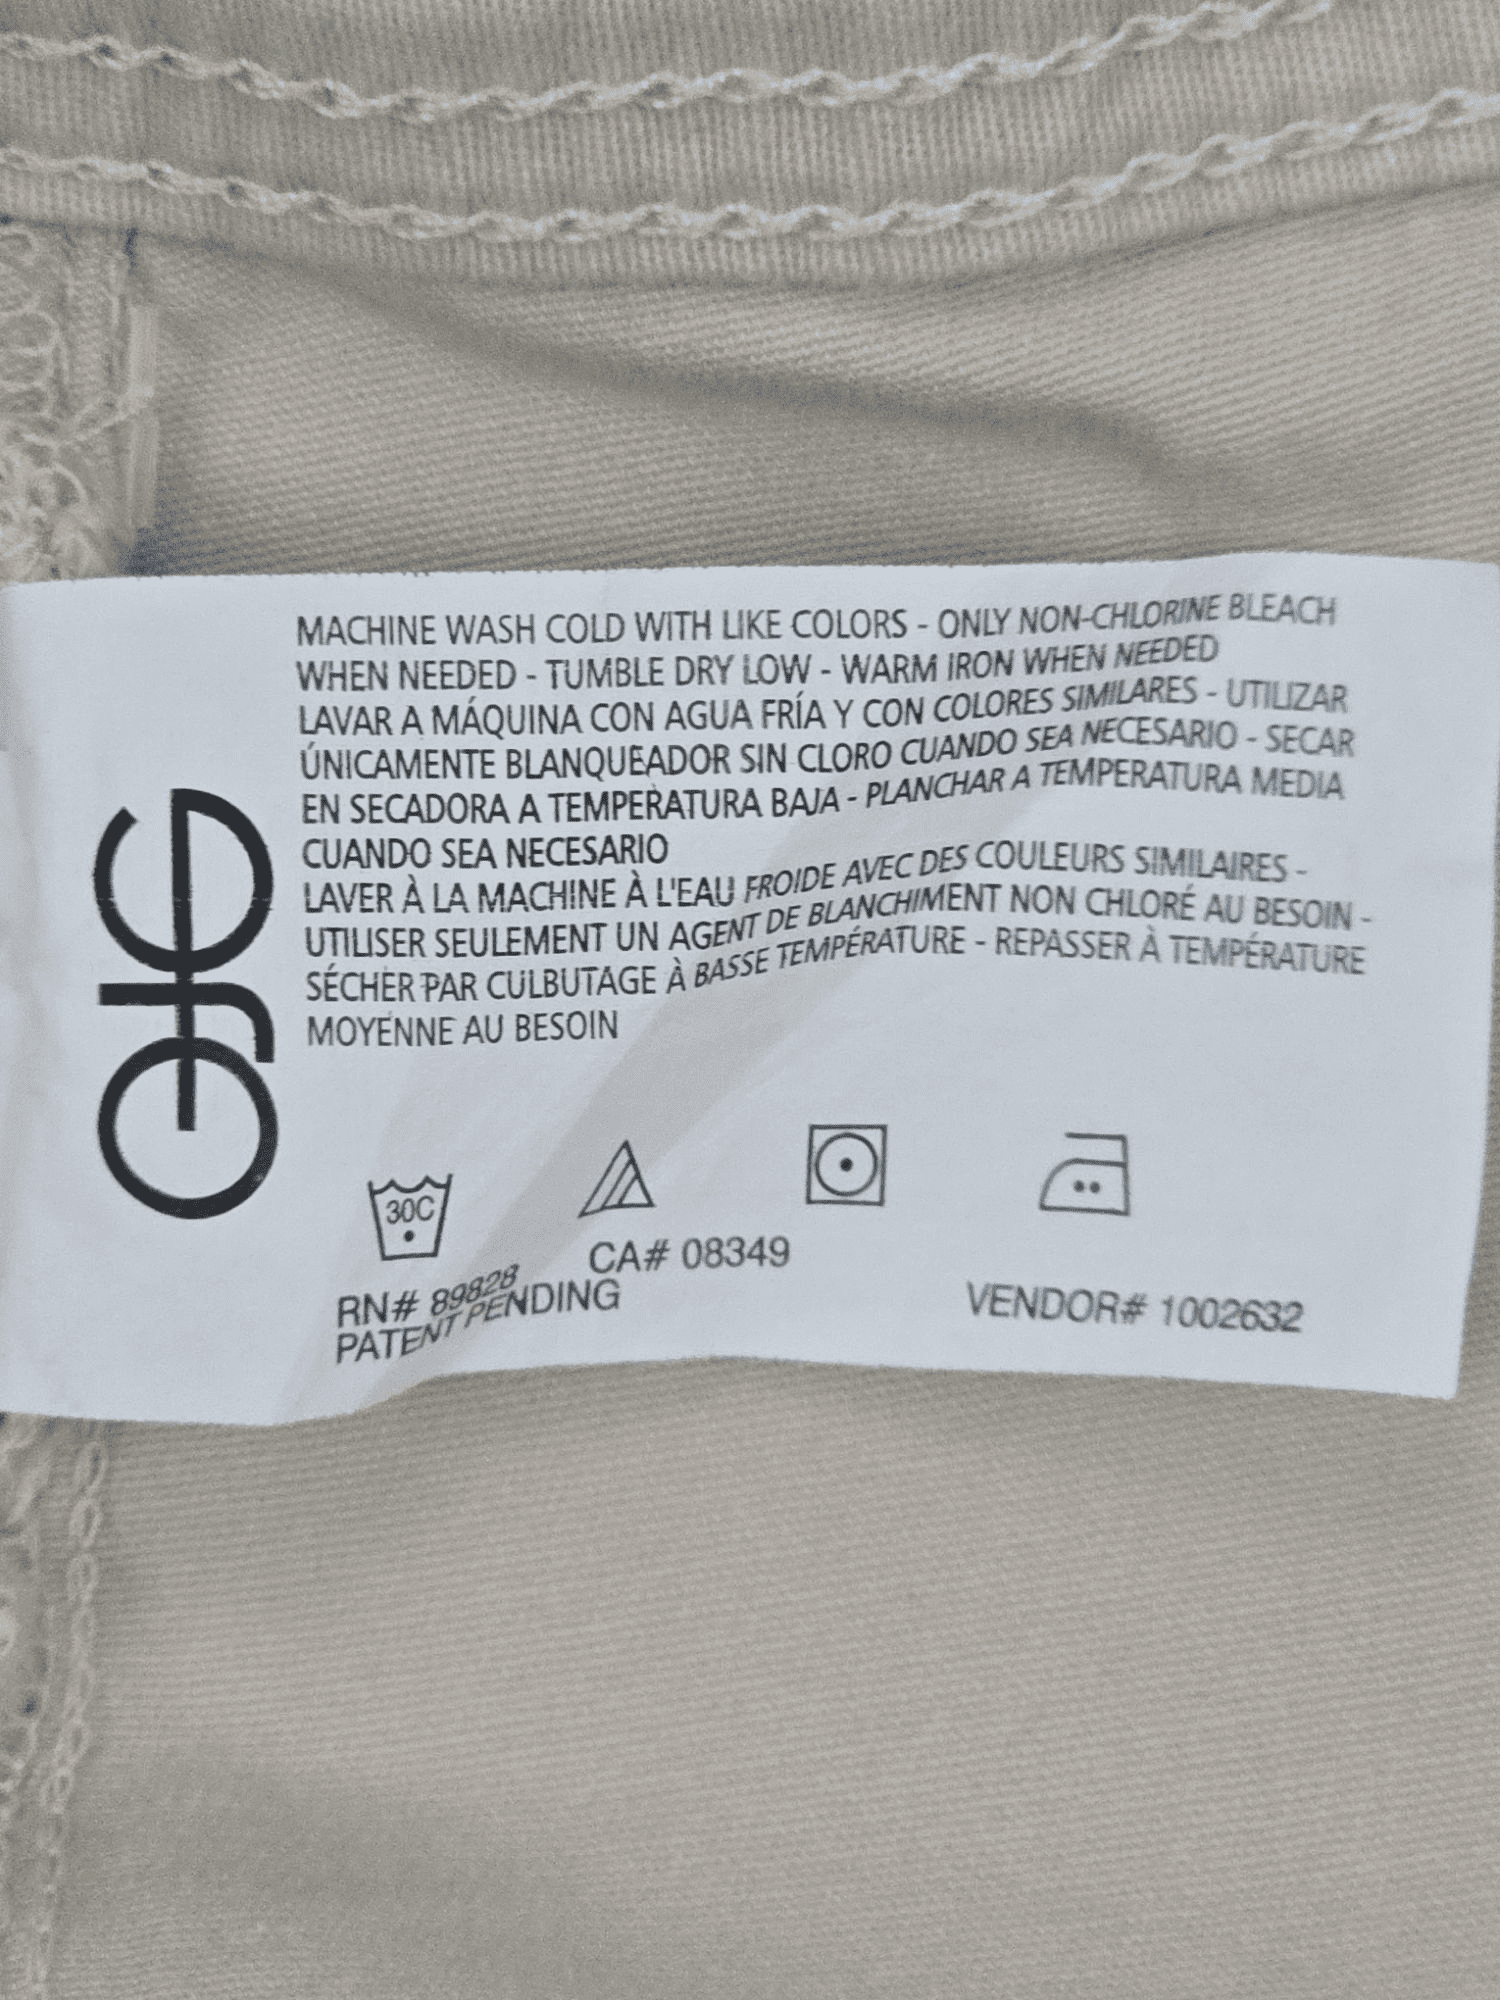 MACHINE WASH COLD WITH LIKE COLORS - ONLY NON-CHLORINE BLEACH
WHEN NEEDED - TUMBLE DRY LOW - WARM IRON WHEN NEEDED
LAVAR A MÁQUINA CON AGUA FRÍA Y CON COLORES SIMILARES - UTILIZAR
ÚNICAMENTE BLANQUEADOR SIN CLORO CUANDO SEA NECESARIO - SECAR
EN SECADORA A TEMPERATURA BAJA - PLANCHAR A TEMPERATURA MEDIA
CUANDO SEA NECESARIO
LAVER À LA MACHINE À L'EAU FROIDE AVEC DES COULEURS SIMILAIRES -
UTILISER SEULEMENT UN AGENT DE BLANCHIMENT NON CHLORÉ AU BESOIN -
SÉCHER PAR CULBUTAGE À BASSE TEMPÉRATURE - REPASSER À TEMPÉRATURE
MOYENNE AU BESOIN
30C
CA# 08349
RN# 89828
PATENT PENDING
VENDOR# 1002632